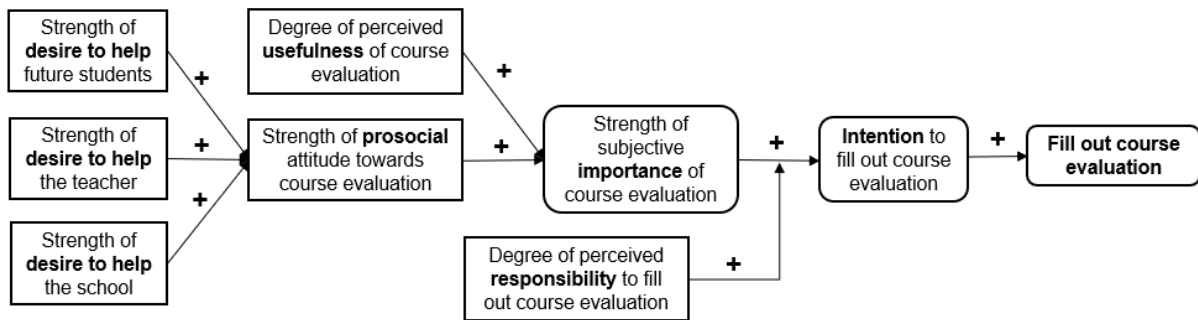 Strength of
desire to help
future students
+
Strength of
desire to help
the teacher
+
Strength of
desire to help
the school
+
Degree of perceived
usefulness of course
evaluation
+
Strength of prosocial
attitude towards
course evaluation
+
Strength of
subjective
importance of
course evaluation
+
Degree of perceived
responsibility to fill
out course evaluation
+
Intention to
fill out course
evaluation
+
Fill out course
evaluation